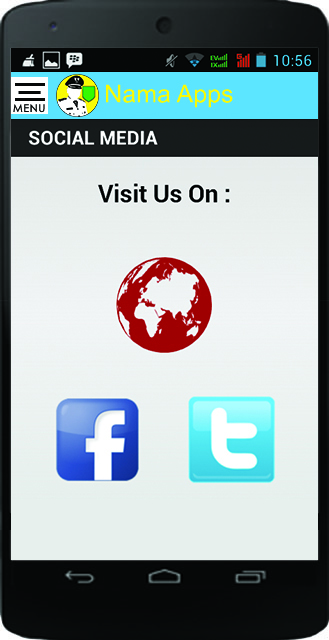 10:56
MENU
Nama Apps
SOCIAL MEDIA
Visit Us On :
f
t